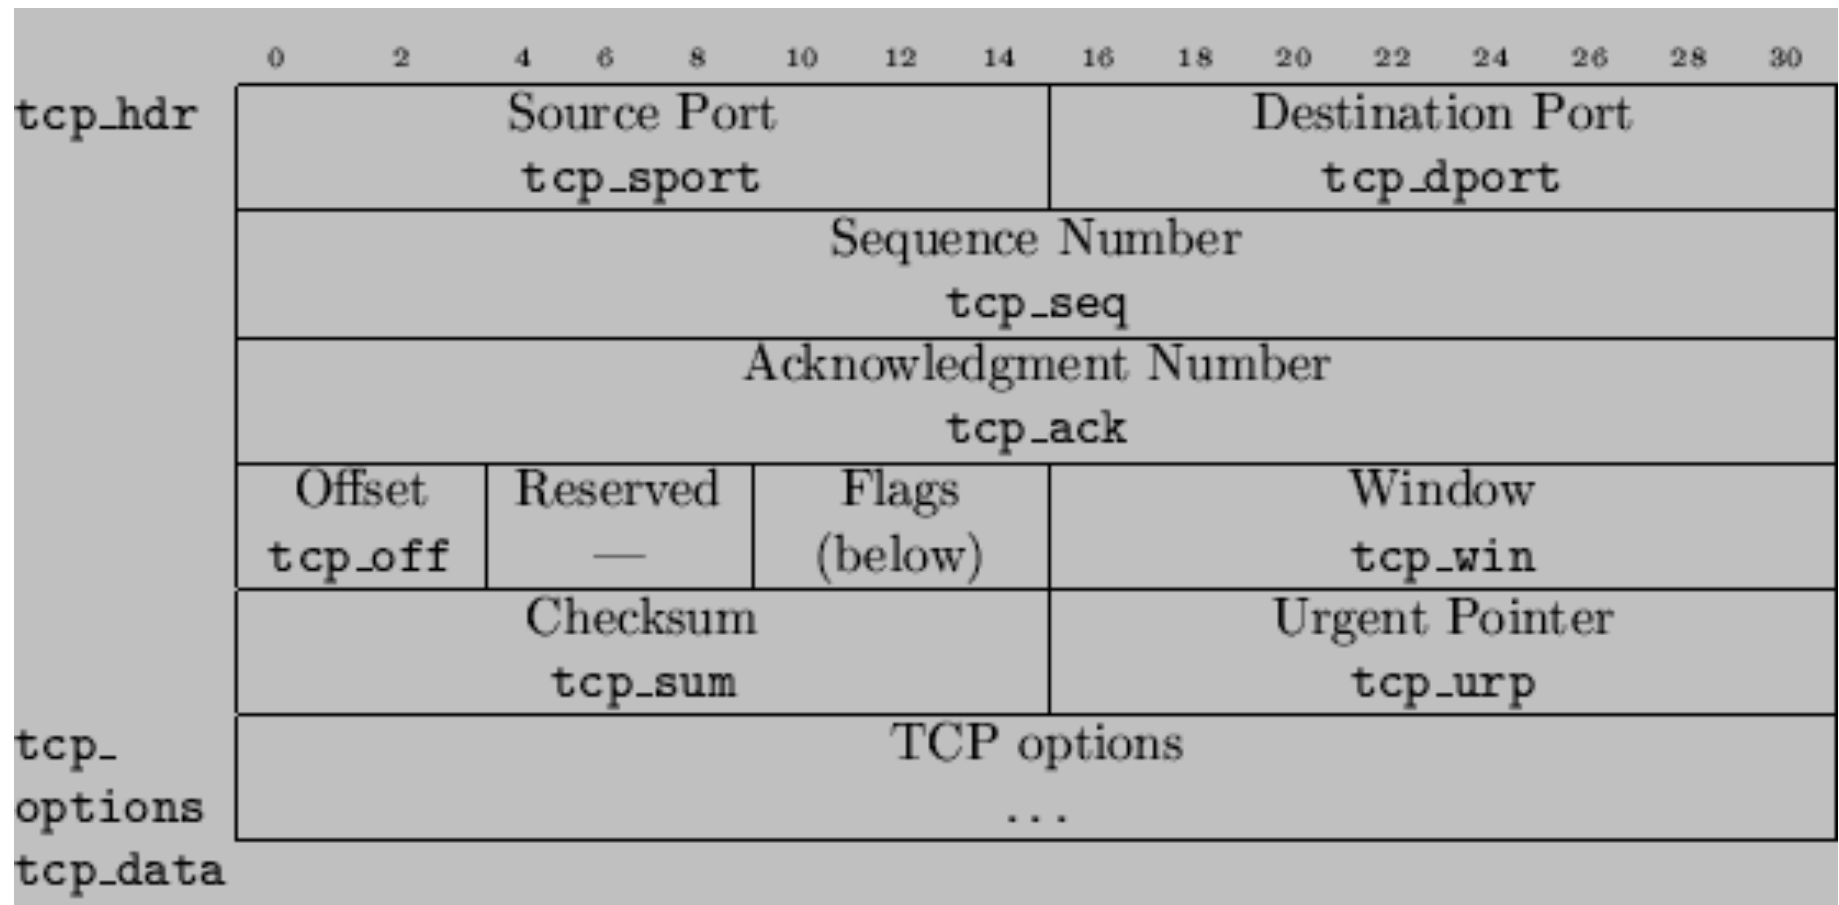 0 2 4 6 8 10 12 14 16 18 20 22 24 26 28 30
tcp_hdr Source Port Destination Port
tcp_sport tcp_dport
Sequence Number
tcp_seq
Acknowledgment Number
tcp_ack
Offset Reserved Flags Window
tcp_off — (below) tcp_win
Checksum Urgent Pointer
tcp_sum tcp_urp
tcp_ TCP options
options ...
tcp_data